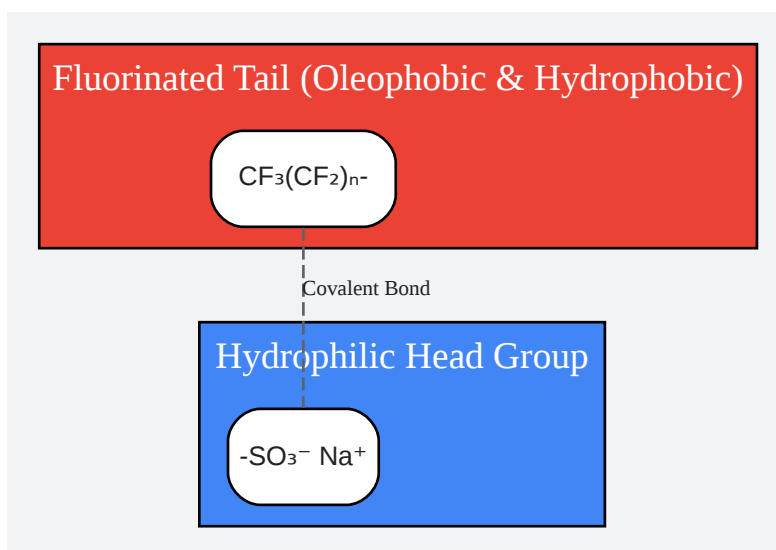 Fluorinated Tail (Oleophobic & Hydrophobic)
CF₃(CF₂)ₙ-
Covalent Bond
Hydrophilic Head Group
-SO₃⁻ Na⁺